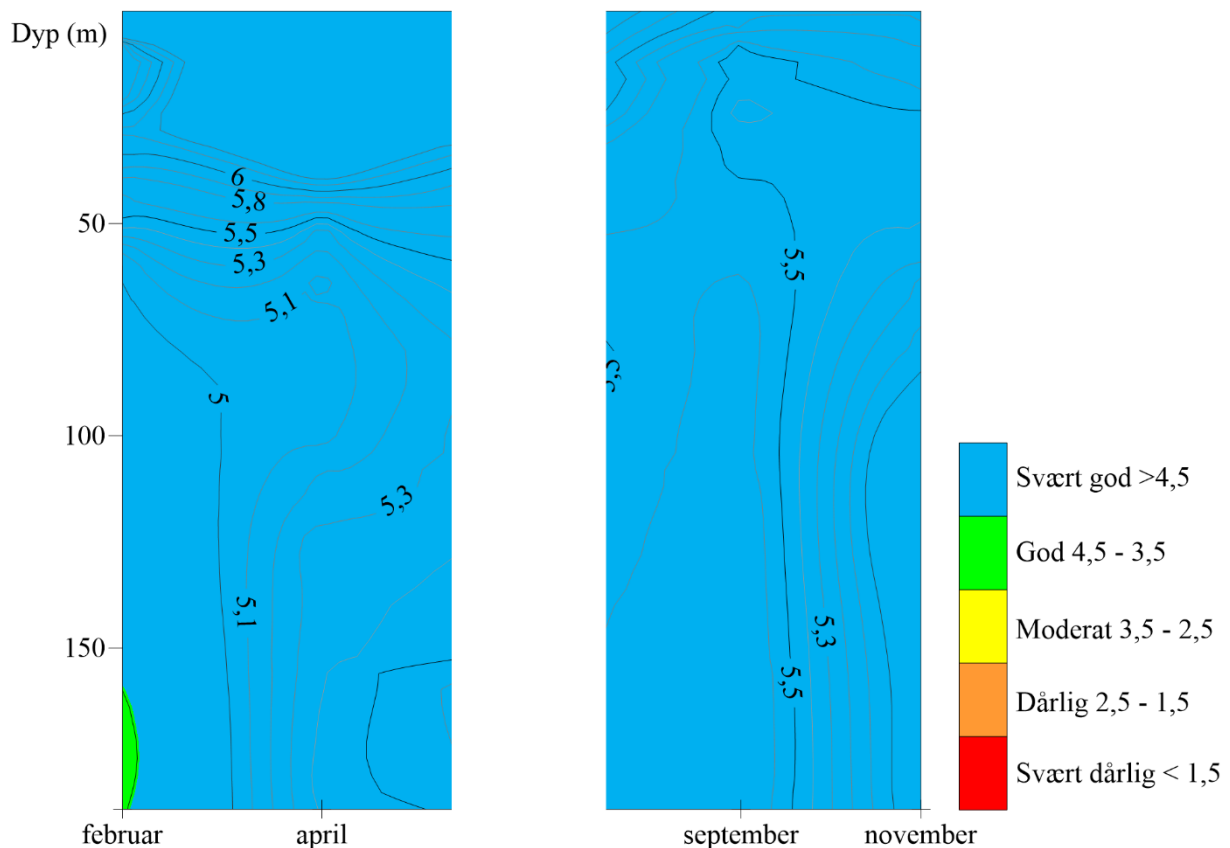 Dyp (m)
6
5,8
5,5
5,3
5,1
5
5,3
5,1
50
100
150
februar
april
5,5
5,5
5,3
5,5
september
november
Svært god >4,5
God 4,5 - 3,5
Moderat 3,5 - 2,5
Dårlig 2,5 - 1,5
Svært dårlig < 1,5